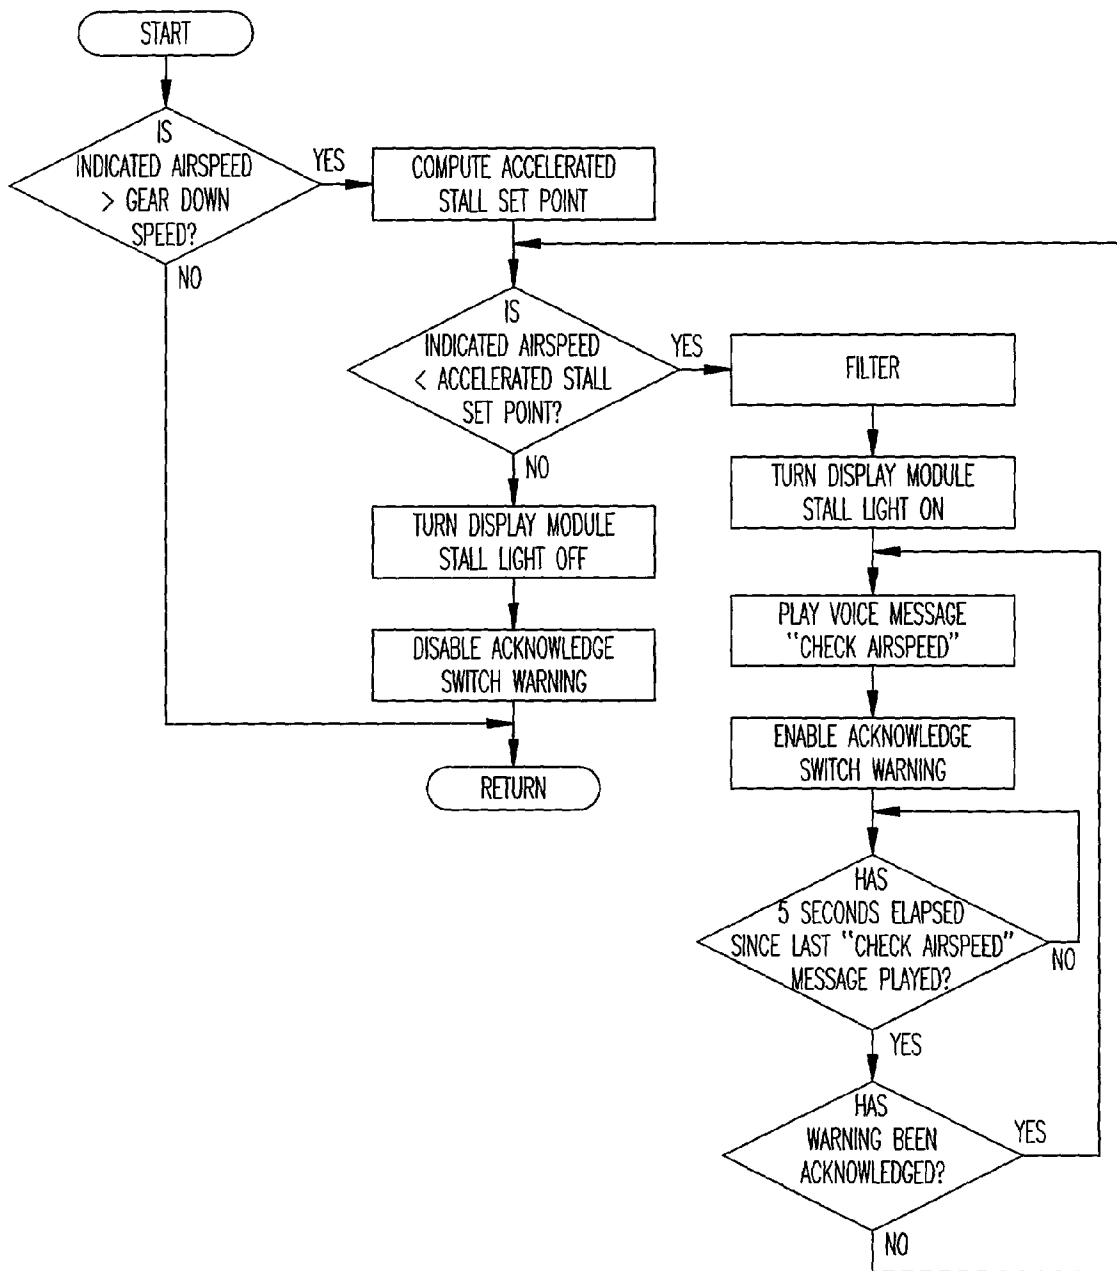 START
IS
INDICATED AIRSPEED
> GEAR DOWN
SPEED?
YES
NO
COMPUTE ACCELERATED
STALL SET POINT
IS
INDICATED AIRSPEED
< ACCELERATED STALL
SET POINT?
YES
NO
TURN DISPLAY MODULE
STALL LIGHT OFF
DISABLE ACKNOWLEDGE
SWITCH WARNING
RETURN
FILTER
TURN DISPLAY MODULE
STALL LIGHT ON
PLAY VOICE MESSAGE
"CHECK AIRSPEED"
ENABLE ACKNOWLEDGE
SWITCH WARNING
HAS
5 SECONDS ELAPSED
SINCE LAST "CHECK AIRSPEED"
MESSAGE PLAYED?
NO
YES
HAS
WARNING BEEN
ACKNOWLEDGED?
YES
NO